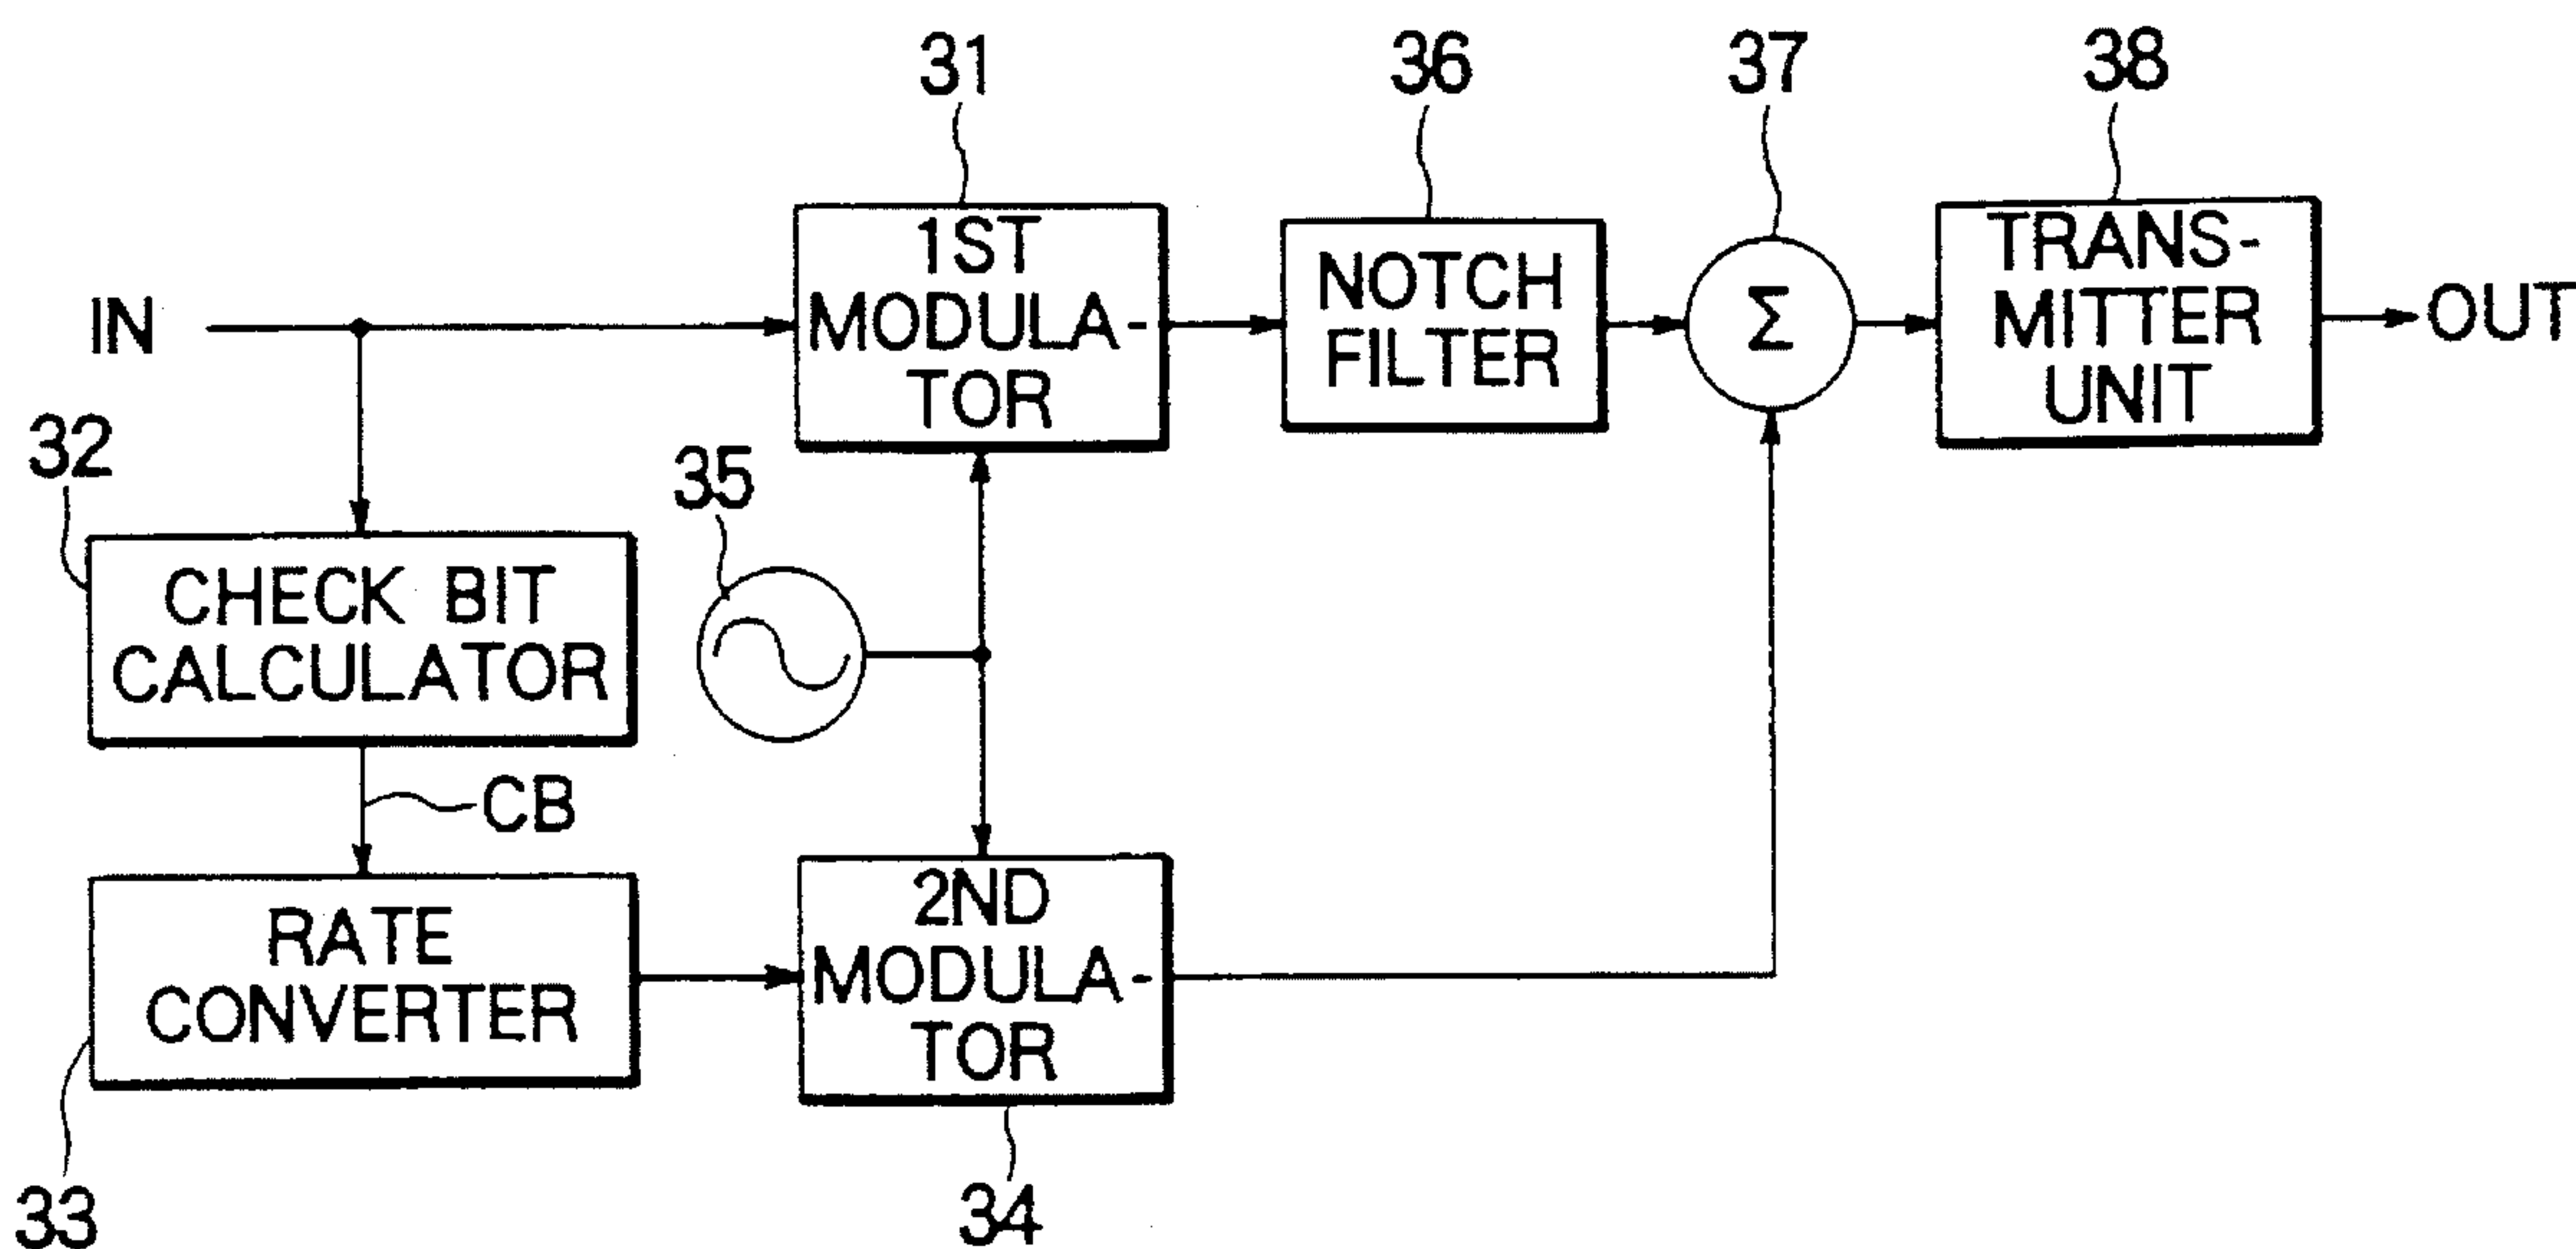 31
36
37
38
IN
1ST
MODULA-
TOR
NOTCH
FILTER
Σ
TRANS-
MITTER
UNIT
OUT
32
35
CHECK BIT
CALCULATOR
CB
RATE
CONVERTER
2ND
MODULA-
TOR
33
34